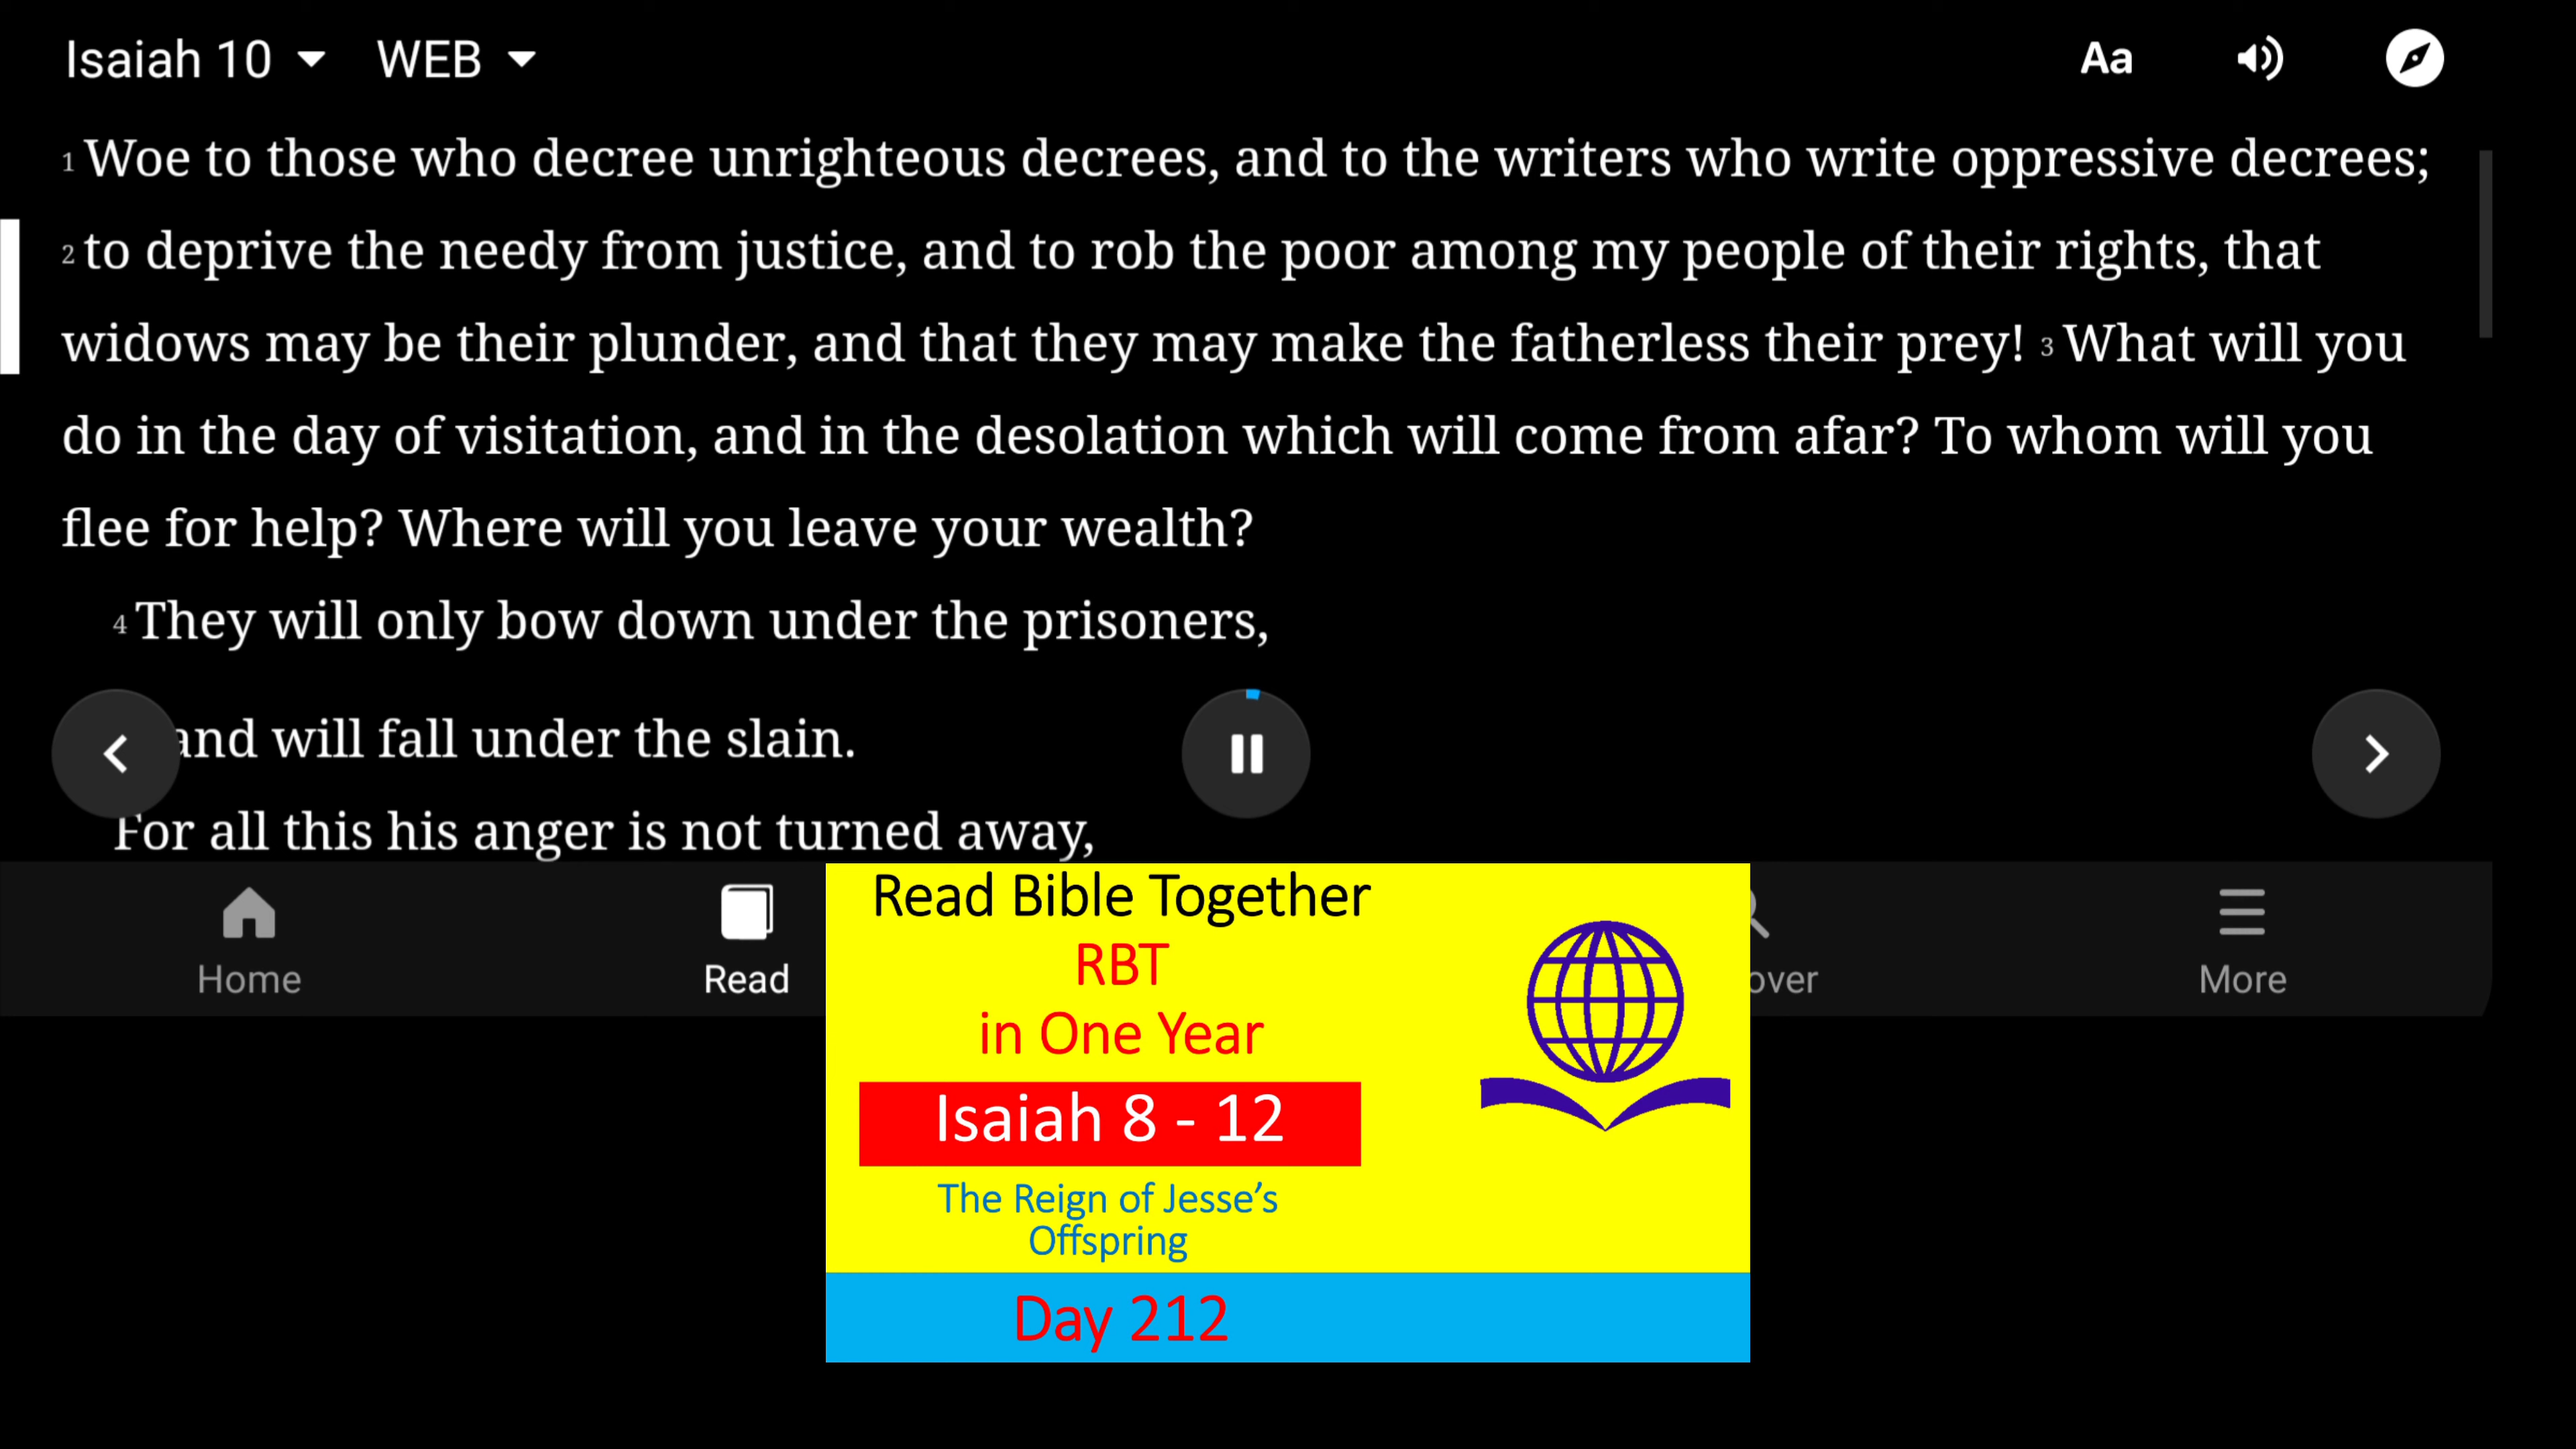 Isaiah 10 WEB Aa
1 Woe to those who decree unrighteous decrees, and to the writers who write oppressive decrees;
2 to deprive the needy from justice, and to rob the poor among my people of their rights, that
widows may be their plunder, and that they may make the fatherless their prey! 3 What will you
do in the day of visitation, and in the desolation which will come from afar? To whom will you
flee for help? Where will you leave your wealth?
4 They will only bow down under the prisoners,
and will fall under the slain.
For all this his anger is not turned away,
Home Read over More
Read Bible Together
RBT
in One Year
Isaiah 8 - 12
The Reign of Jesse’s
Offspring
Day 212